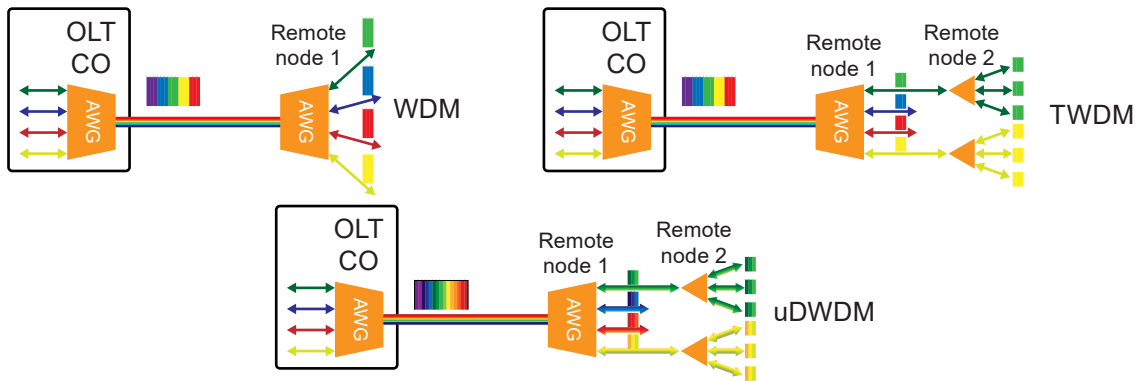 OLT
CO
AWG
Remote
node 1
AWG
WDM
OLT
CO
AWG
Remote
node 1
AWG
Remote
node 2
TWDM
OLT
CO
AWG
Remote
node 1
AWG
Remote
node 2
uDWDM